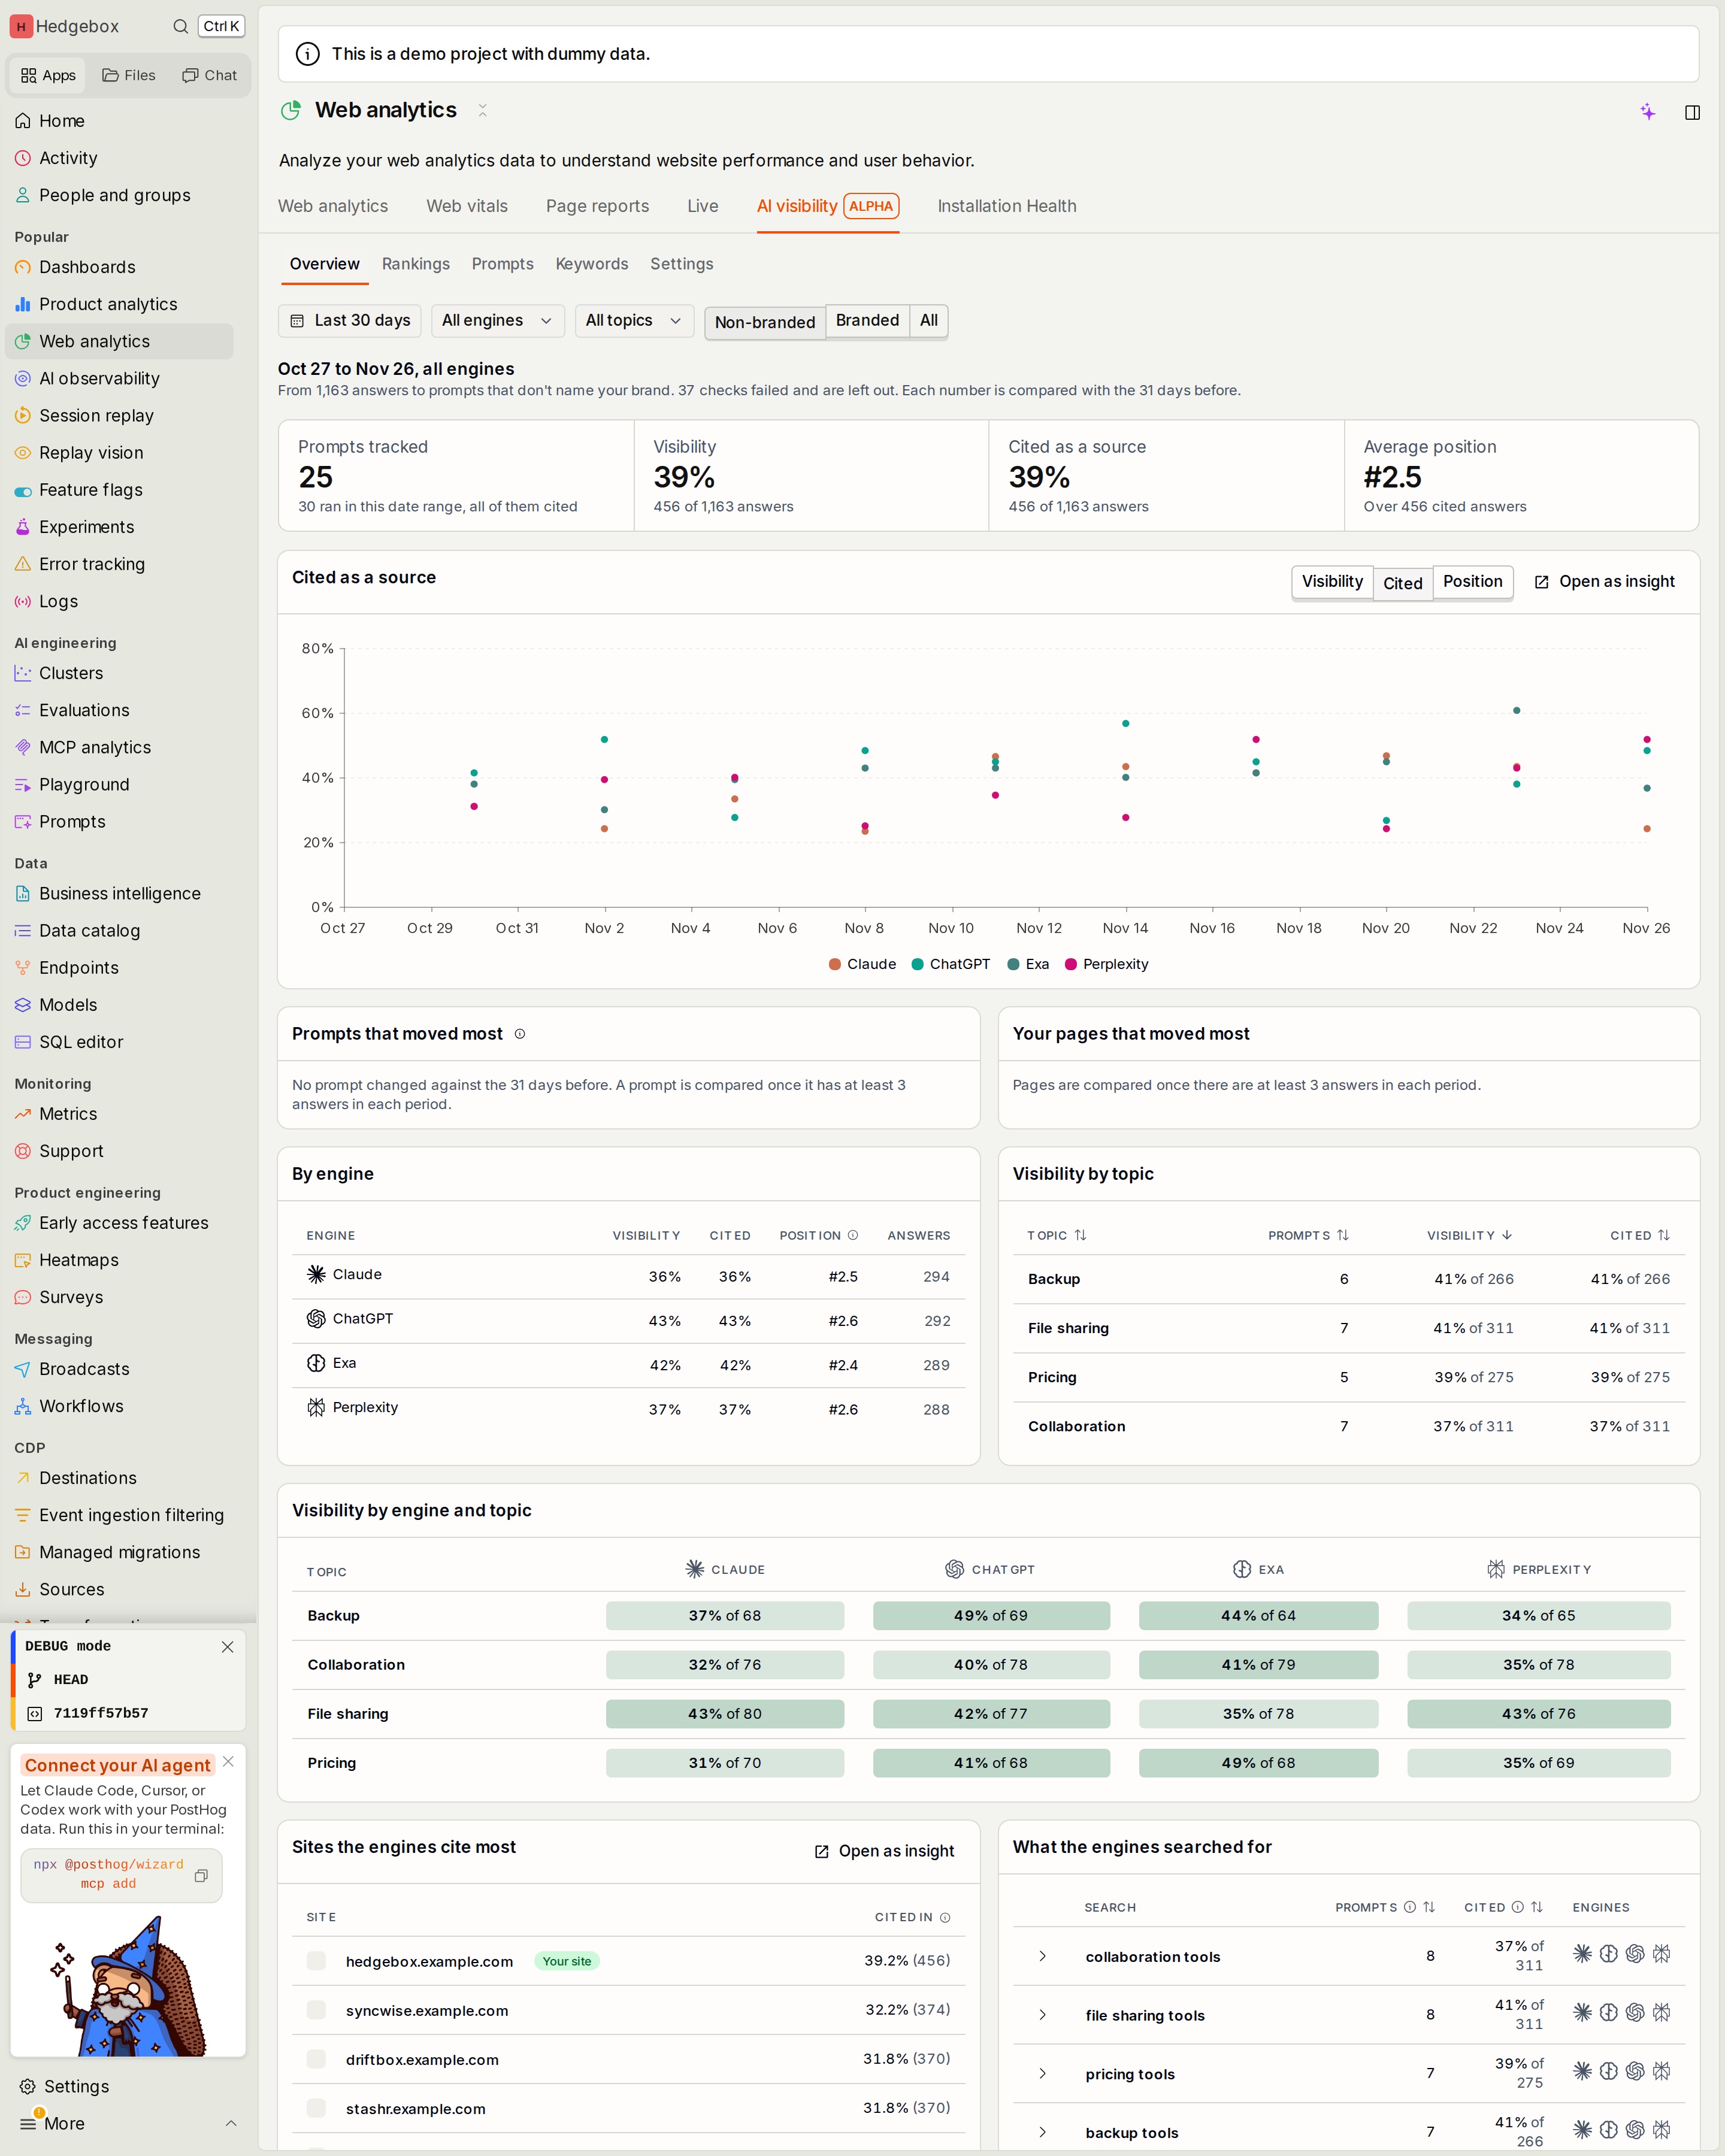 H Hedgebox Ctrl K
Apps Files Chat
Home
Activity
People and groups
Popular
Dashboards
Product analytics
Web analytics
AI observability
Session replay
Replay vision
Feature flags
Experiments
Error tracking
Logs
AI engineering
Clusters
Evaluations
MCP analytics
Playground
Prompts
Data
Business intelligence
Data catalog
Endpoints
Models
SQL editor
Monitoring
Metrics
Support
Product engineering
Early access features
Heatmaps
Surveys
Messaging
Broadcasts
Workflows
CDP
Destinations
Event ingestion filtering
Managed migrations
Sources
DEBUG mode
HEAD
7119ff57b57
Connect your AI agent
Let Claude Code, Cursor, or
Codex work with your PostHog
data. Run this in your terminal:
npx @posthog/wizard
mcp add
Settings
More
This is a demo project with dummy data.
Web analytics
Analyze your web analytics data to understand website performance and user behavior.
Web analytics Web vitals Page reports Live AI visibility ALPHA Installation Health
Overview Rankings Prompts Keywords Settings
Last 30 days All engines All topics Non-branded Branded All
Oct 27 to Nov 26, all engines
From 1,163 answers to prompts that don't name your brand. 37 checks failed and are left out. Each number is compared with the 31 days before.
Prompts tracked Visibility Cited as a source Average position
25 39% 39% #2.5
30 ran in this date range, all of them cited 456 of 1,163 answers 456 of 1,163 answers Over 456 cited answers
Cited as a source Visibility Cited Position Open as insight
80%
60%
40%
20%
0%
Oct 27 Oct 29 Oct 31 Nov 2 Nov 4 Nov 6 Nov 8 Nov 10 Nov 12 Nov 14 Nov 16 Nov 18 Nov 20 Nov 22 Nov 24 Nov 26
Claude ChatGPT Exa Perplexity
Prompts that moved most
No prompt changed against the 31 days before. A prompt is compared once it has at least 3
answers in each period.
Your pages that moved most
Pages are compared once there are at least 3 answers in each period.
By engine
ENGINE VISIBILITY CITED POSITION ANSWERS
Claude 36% 36% #2.5 294
ChatGPT 43% 43% #2.6 292
Exa 42% 42% #2.4 289
Perplexity 37% 37% #2.6 288
Visibility by topic
TOPIC PROMPTS VISIBILITY CITED
Backup 6 41% of 266 41% of 266
File sharing 7 41% of 311 41% of 311
Pricing 5 39% of 275 39% of 275
Collaboration 7 37% of 311 37% of 311
Visibility by engine and topic
TOPIC CLAUDE CHATGPT EXA PERPLEXITY
Backup 37% of 68 49% of 69 44% of 64 34% of 65
Collaboration 32% of 76 40% of 78 41% of 79 35% of 78
File sharing 43% of 80 42% of 77 35% of 78 43% of 76
Pricing 31% of 70 41% of 68 49% of 68 35% of 69
Sites the engines cite most Open as insight
SITE CITED IN
hedgebox.example.com Your site 39.2% (456)
syncwise.example.com 32.2% (374)
driftbox.example.com 31.8% (370)
stashr.example.com 31.8% (370)
What the engines searched for
SEARCH PROMPTS CITED ENGINES
collaboration tools 8 37% of
311
file sharing tools 8 41% of
311
pricing tools 7 39% of
275
backup tools 7 41% of
266